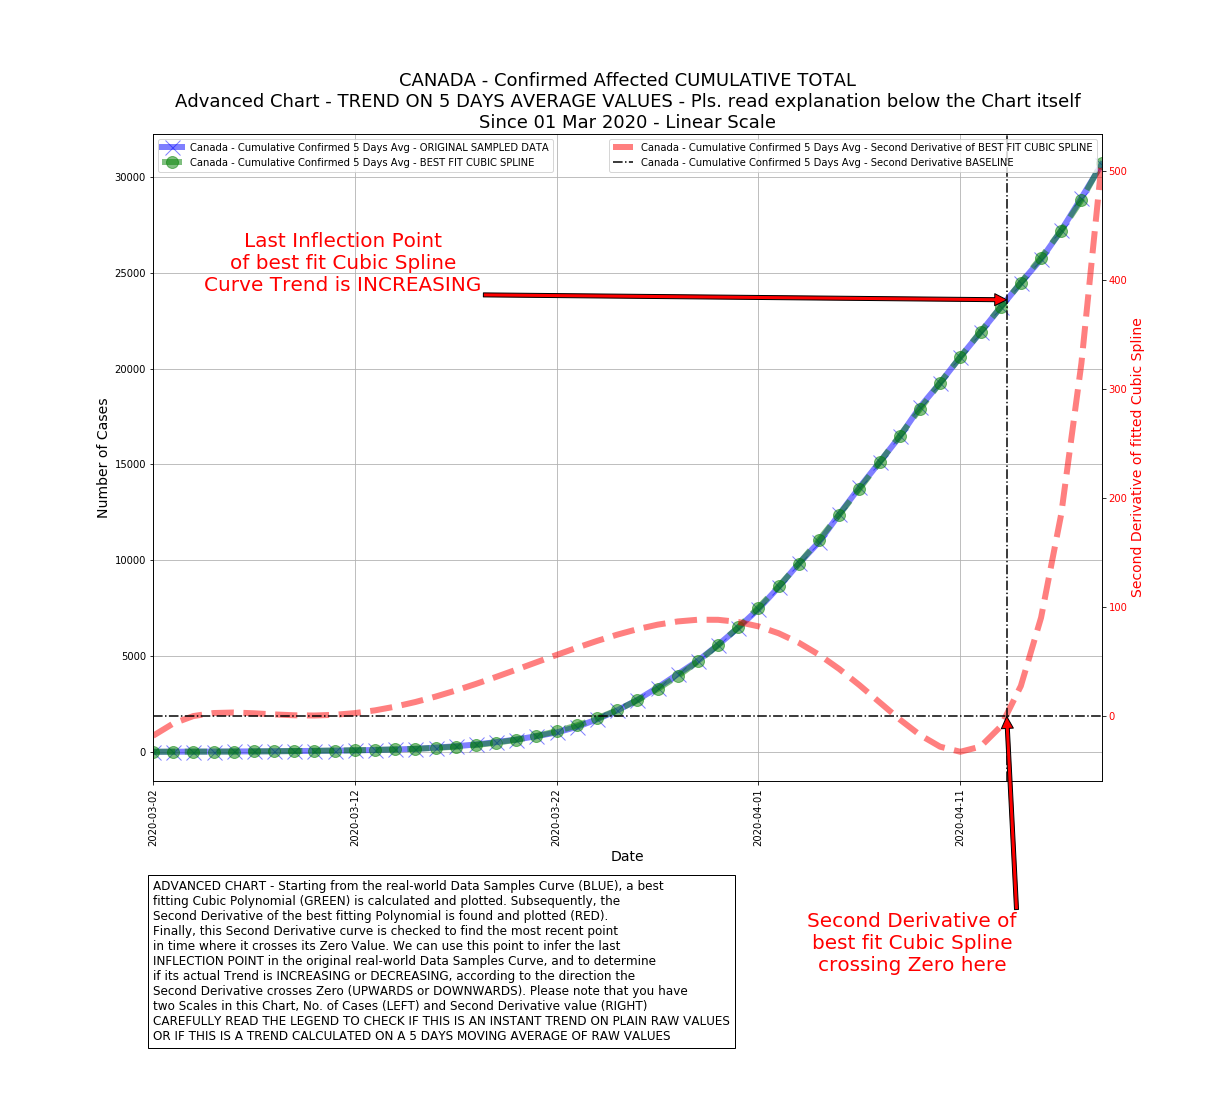 CANADA - Confirmed Affected CUMULATIVE TOTAL
Advanced Chart - TREND ON 5 DAYS AVERAGE VALUES - Pls. read explanation below the Chart itself
Since 01 Mar 2020 - Linear Scale
Canada - Cumulative Confirmed 5 Days Avg - ORIGINAL SAMPLED DATA
Canada - Cumulative Confirmed 5 Days Avg - BEST FIT CUBIC SPLINE
Canada - Cumulative Confirmed 5 Days Avg - Second Derivative of BEST FIT CUBIC SPLINE
Canada - Cumulative Confirmed 5 Days Avg - Second Derivative BASELINE
Last Inflection Point
of best fit Cubic Spline
Curve Trend is INCREASING
Number of Cases
30000
25000
20000
15000
10000
5000
0
500
400
300
200
100
0
Second Derivative of fitted Cubic Spline
2020-03-02
2020-03-12
2020-03-22
2020-04-01
2020-04-11
Date
ADVANCED CHART - Starting from the real-world Data Samples Curve (BLUE), a best
fitting Cubic Polynomial (GREEN) is calculated and plotted. Subsequently, the
Second Derivative of the best fitting Polynomial is found and plotted (RED).
Finally, this Second Derivative curve is checked to find the most recent point
in time where it crosses its Zero Value. We can use this point to infer the last
INFLECTION POINT in the original real-world Data Samples Curve, and to determine
if its actual Trend is INCREASING or DECREASING, according to the direction the
Second Derivative crosses Zero (UPWARDS or DOWNWARDS). Please note that you have
two Scales in this Chart, No. of Cases (LEFT) and Second Derivative value (RIGHT)
CAREFULLY READ THE LEGEND TO CHECK IF THIS IS AN INSTANT TREND ON PLAIN RAW VALUES
OR IF THIS IS A TREND CALCULATED ON A 5 DAYS MOVING AVERAGE OF RAW VALUES
Second Derivative of
best fit Cubic Spline
crossing Zero here